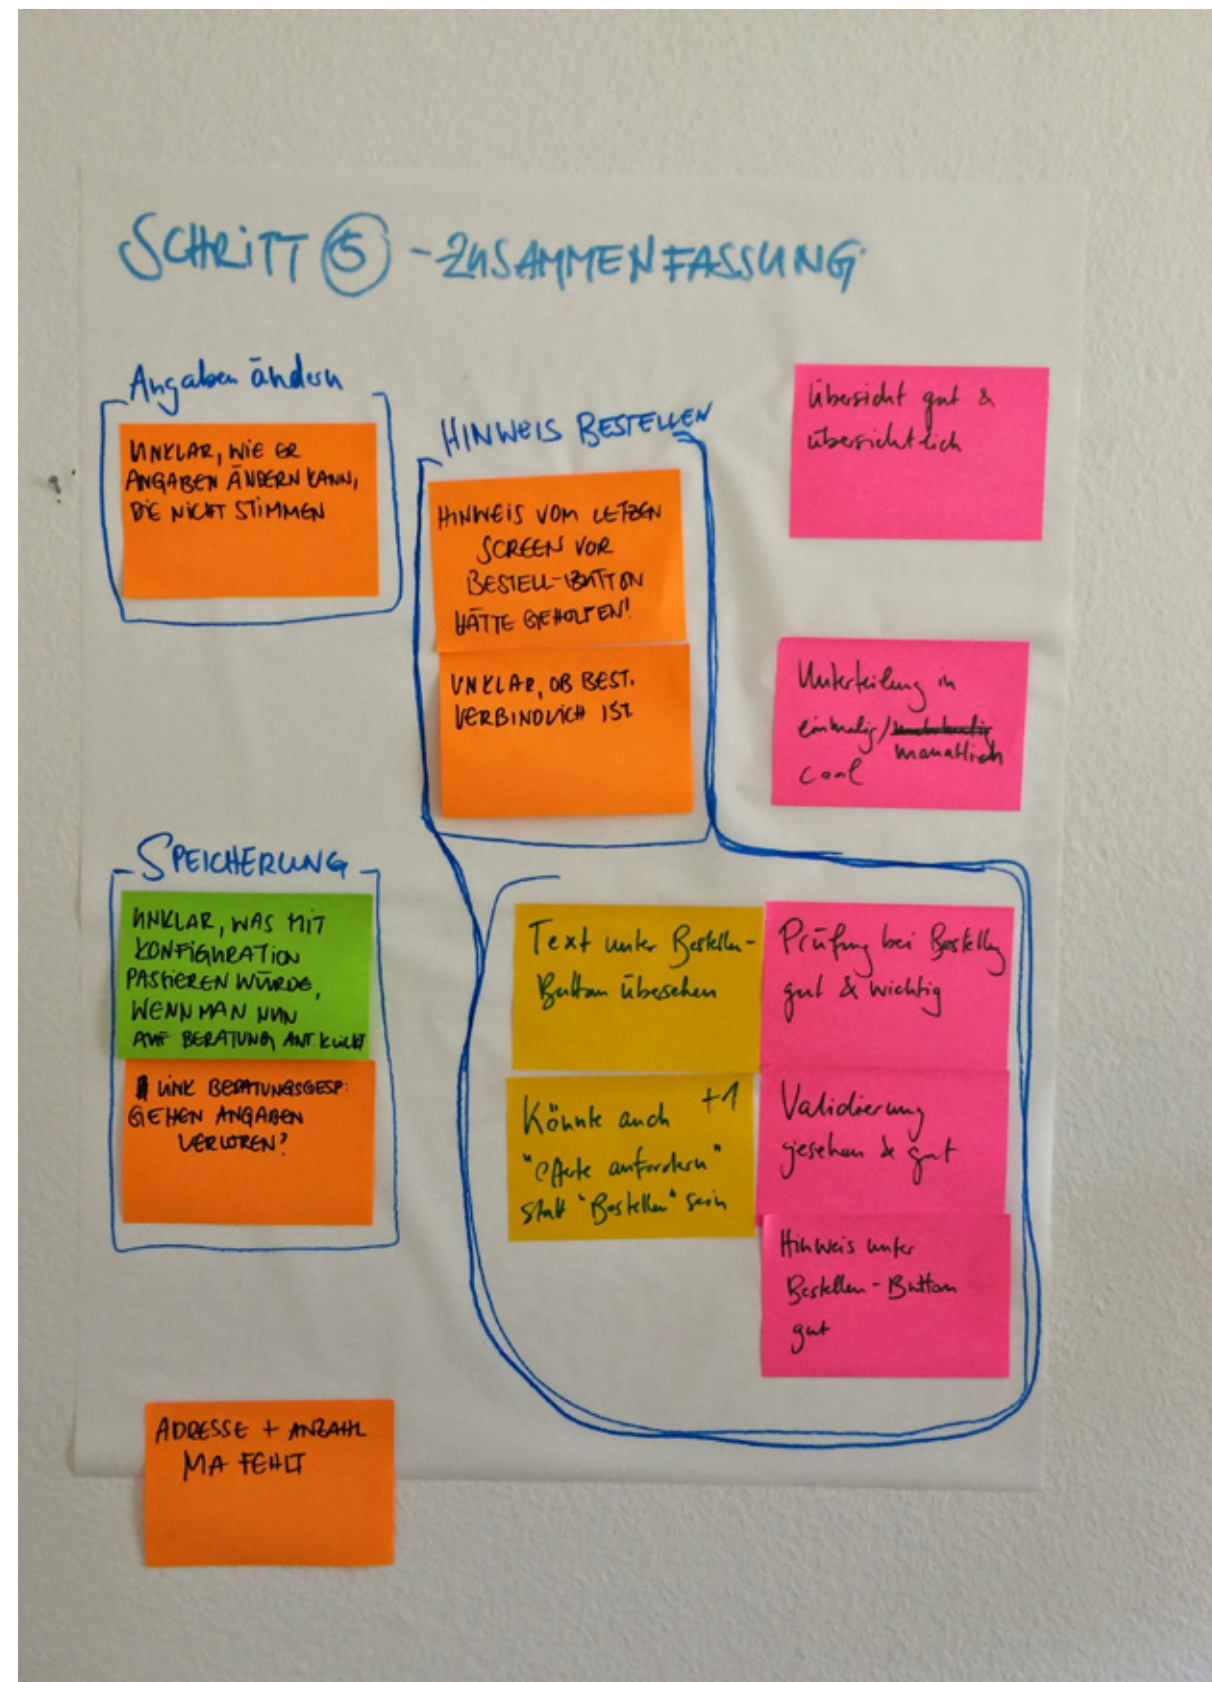 SCHRITT 5 - ZUSAMMENFASSUNG
Angaben ändern
UNKLAR, WIE ER
ANGABEN ÄNDERN KANN,
DIE NICHT STIMMEN
HINWEIS BESTELLEN
HINWEIS VOM LETZEN
SCREEN VOR
BESTELL-BUTTON
HÄTTE GEHOLFEN!
UNKLAR, OB BEST.
VERBINDLICH IST.
Übersicht gut &
übersichtlich
Unterteilung in
einmalig/
monatlich
cool
SPEICHERUNG
UNKLAR, WAS MIT
KONFIGURATION
PASSIEREN WÜRDE,
WENN MAN NUN
AUF BERATUNG ANT. KLICKT
LINK BERATUNGSGESP:
GEHEN ANGABEN
VERLOREN?
Text unter Bestellen-
Button übersehen
Prüfung bei Bestellen
gut & wichtig
Könnte auch +1
"Offerte anfordern"
statt "Bestellen" sein
Validierung
gesehen & gut
Hinweis unter
Bestellen-Button
gut
ADRESSE + ANZAHL
MA FEHLT